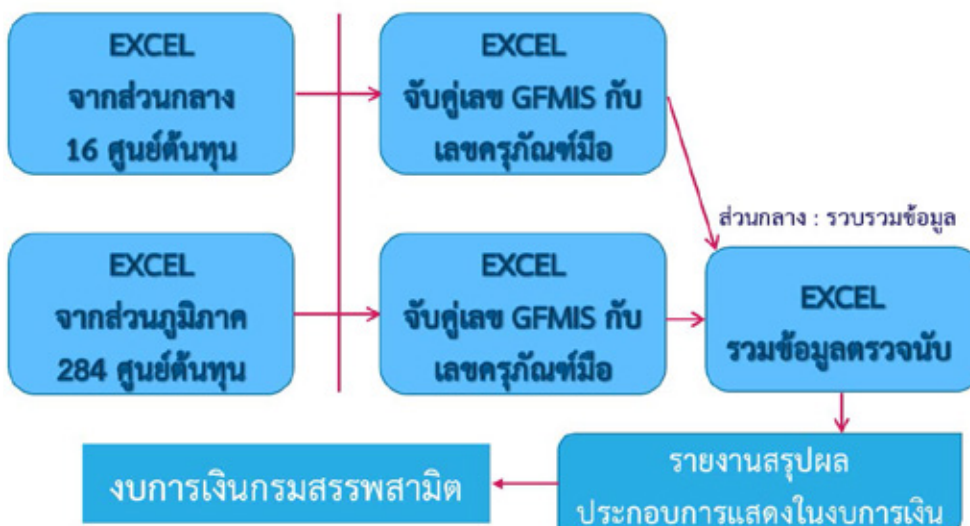 EXCEL
จากส่วนกลาง
16 ศูนย์ต้นทุน
EXCEL
จับคู่เลข GFMIS กับ
เลขครุภัณฑ์มือ
ส่วนกลาง : รวบรวมข้อมูล
EXCEL
จากส่วนภูมิภาค
284 ศูนย์ต้นทุน
EXCEL
จับคู่เลข GFMIS กับ
เลขครุภัณฑ์มือ
EXCEL
รวมข้อมูลตรวจนับ
รายงานสรุปผล
ประกอบการแสดงในงบการเงิน
งบการเงินกรมสรรพสามิต